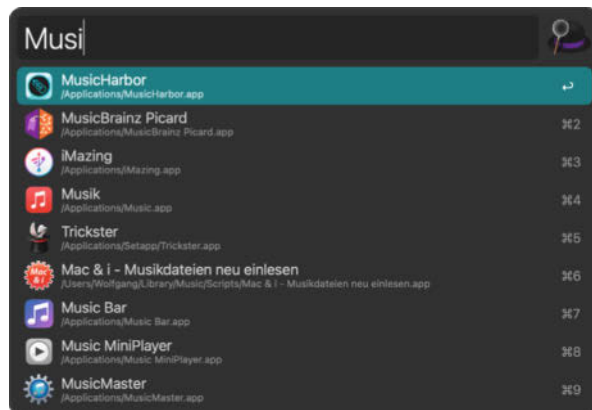 Musi
MusicHarbor
/Applications/MusicHarbor.app
↩
MusicBrainz Picard
/Applications/MusicBrainz Picard.app
⌘2
iMazing
/Applications/iMazing.app
⌘3
Musik
/Applications/Music.app
⌘4
Trickster
/Applications/Setapp/Trickster.app
⌘5
Mac & i
Mac & i - Musikdateien neu einlesen
/Users/Wolfgang/Library/Music/Scripts/Mac & i - Musikdateien neu einlesen.app
⌘6
Music Bar
/Applications/Music Bar.app
⌘7
Music MiniPlayer
/Applications/Music MiniPlayer.app
⌘8
MusicMaster
/Applications/MusicMaster.app
⌘9